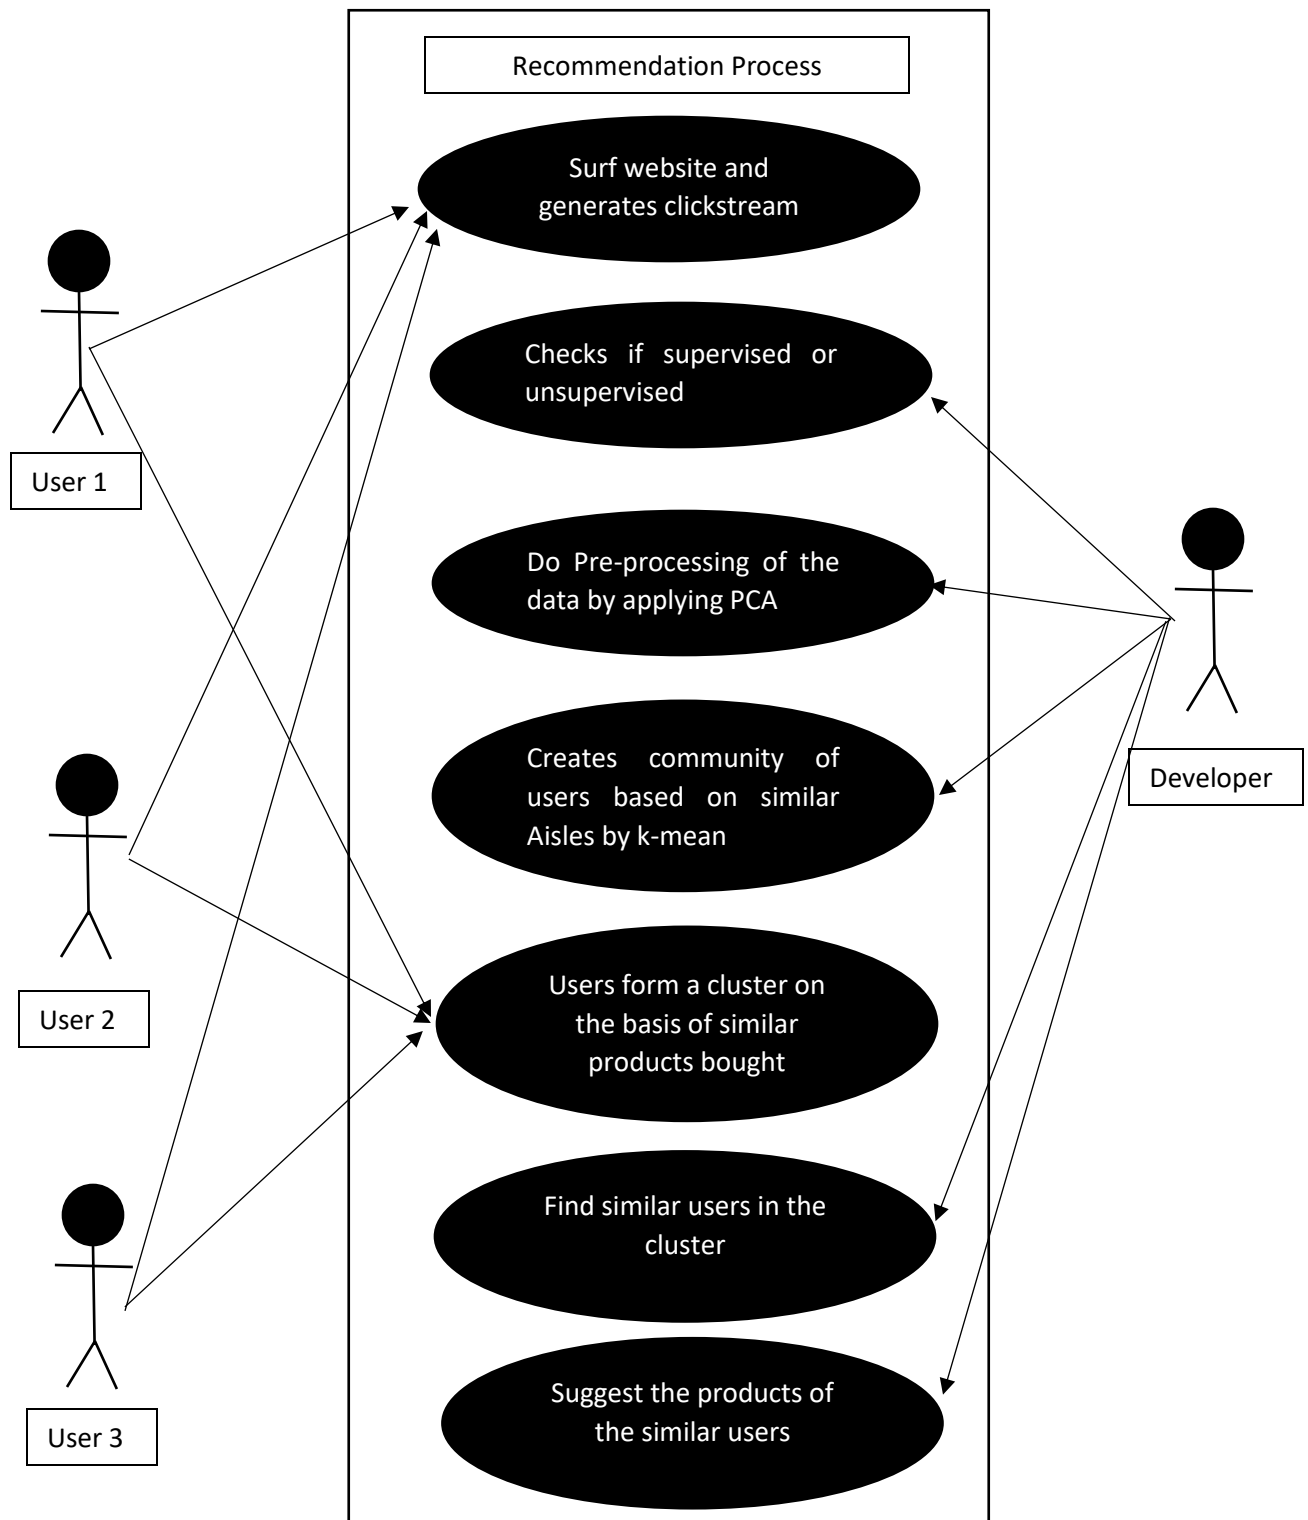 Recommendation Process
Surf website and
generates clickstream
Checks if supervised or
unsupervised
User 1
Do Pre-processing of the
data by applying PCA
Creates community of
users based on similar
Aisles by k-mean
Developer
Users form a cluster on
the basis of similar
products bought
User 2
Find similar users in the
cluster
Suggest the products of
the similar users
User 3